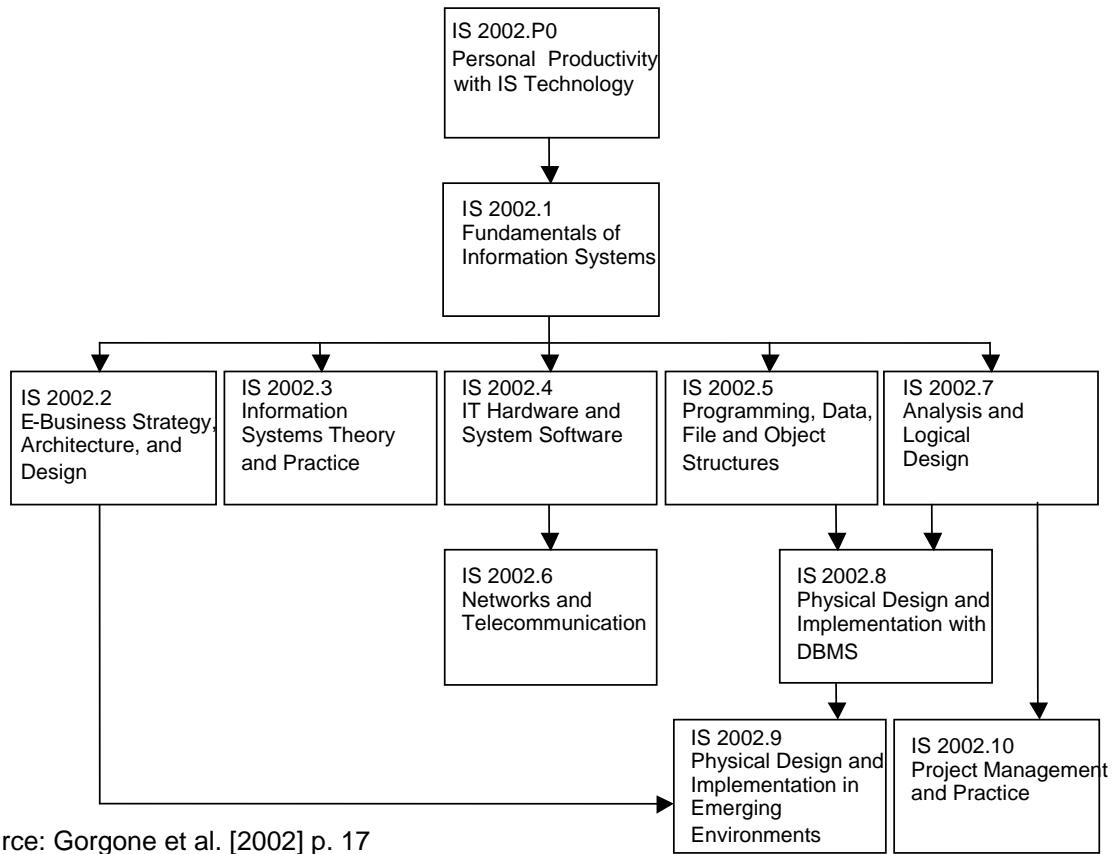 IS 2002.P0
Personal Productivity
with IS Technology
IS 2002.1
Fundamentals of
Information Systems
IS 2002.2
E-Business Strategy,
Architecture, and
Design
IS 2002.3
Information
Systems Theory
and Practice
IS 2002.4
IT Hardware and
System Software
IS 2002.5
Programming, Data,
File and Object
Structures
IS 2002.7
Analysis and
Logical
Design
IS 2002.6
Networks and
Telecommunication
IS 2002.8
Physical Design and
Implementation with
DBMS
IS 2002.9
Physical Design and
Implementation in
Emerging
Environments
IS 2002.10
Project Management
and Practice
rce: Gorgone et al. [2002] p. 17